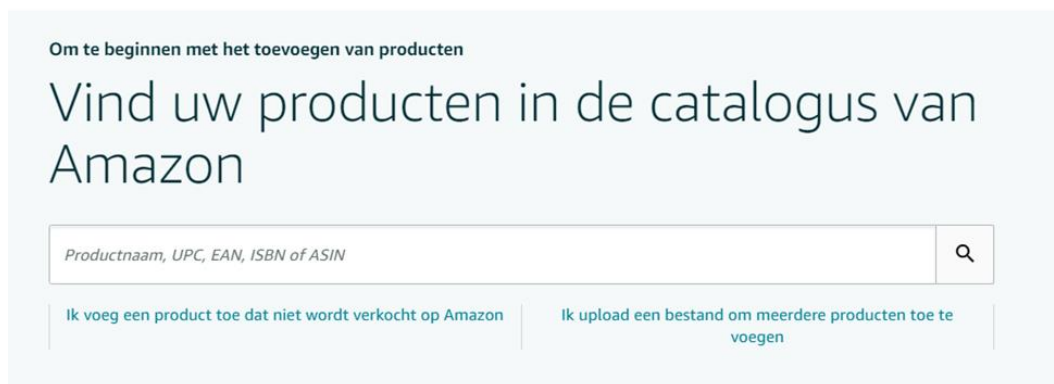 Om te beginnen met het toevoegen van producten
Vind uw producten in de catalogus van
Amazon
Productnaam, UPC, EAN, ISBN of ASIN
Ik voeg een product toe dat niet wordt verkocht op Amazon
Ik upload een bestand om meerdere producten toe te
voegen